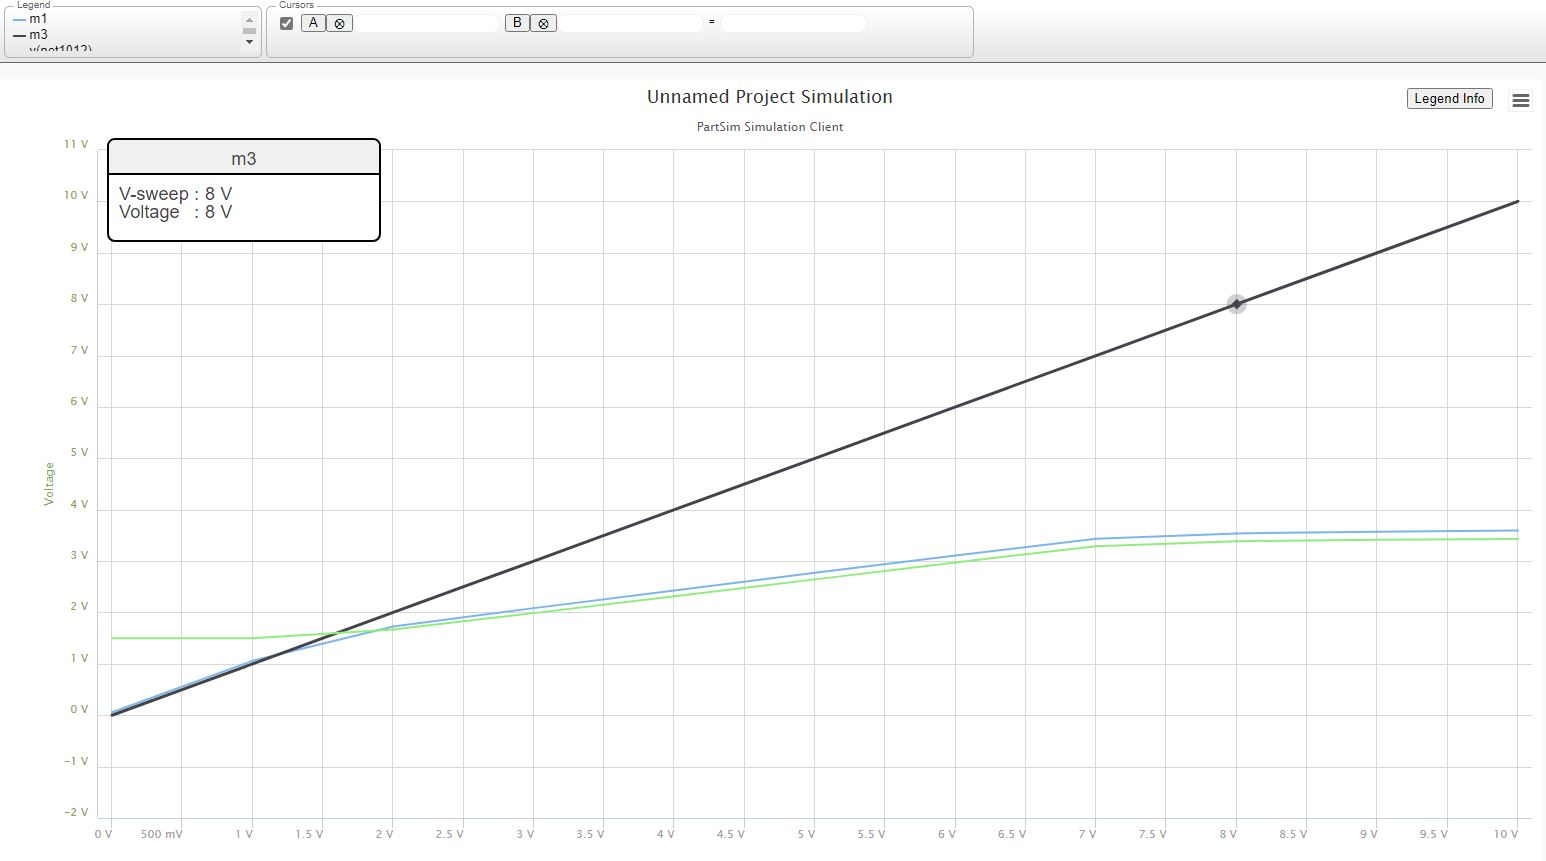 Legend
m1
m3
v(net1012)
Cursors
A ⊗ B ⊗ =
Unnamed Project Simulation
PartSim Simulation Client
Legend Info
m3
V-sweep : 8 V
Voltage : 8 V
11 V
10 V
9 V
8 V
7 V
6 V
5 V
4 V
3 V
2 V
1 V
0 V
−1 V
−2 V
Voltage
0 V 500 mV 1 V 1.5 V 2 V 2.5 V 3 V 3.5 V 4 V 4.5 V 5 V 5.5 V 6 V 6.5 V 7 V 7.5 V 8 V 8.5 V 9 V 9.5 V 10 V